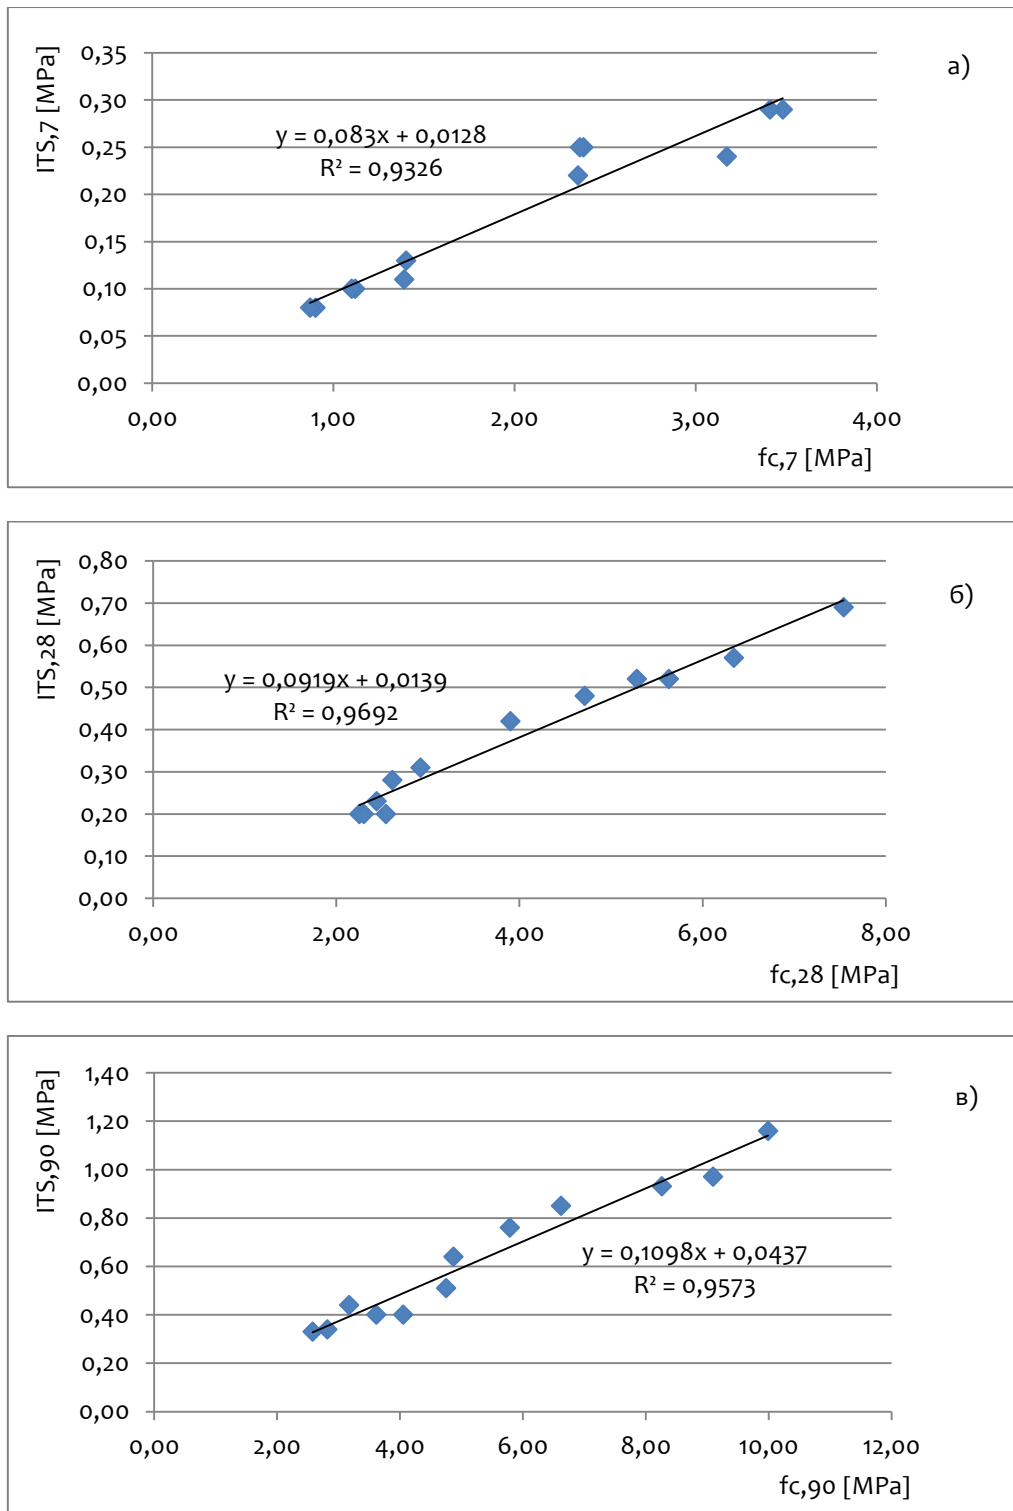 ITS,7 [MPa]
а)
0,35
0,30
0,25
0,20
0,15
0,10
0,05
0,00
y = 0,083x + 0,0128
R² = 0,9326
0,00 1,00 2,00 3,00 4,00
fc,7 [MPa]
ITS,28 [MPa]
б)
0,80
0,70
0,60
0,50
0,40
0,30
0,20
0,10
0,00
y = 0,0919x + 0,0139
R² = 0,9692
0,00 2,00 4,00 6,00 8,00
fc,28 [MPa]
ITS,90 [MPa]
в)
1,40
1,20
1,00
0,80
0,60
0,40
0,20
0,00
y = 0,1098x + 0,0437
R² = 0,9573
0,00 2,00 4,00 6,00 8,00 10,00 12,00
fc,90 [MPa]